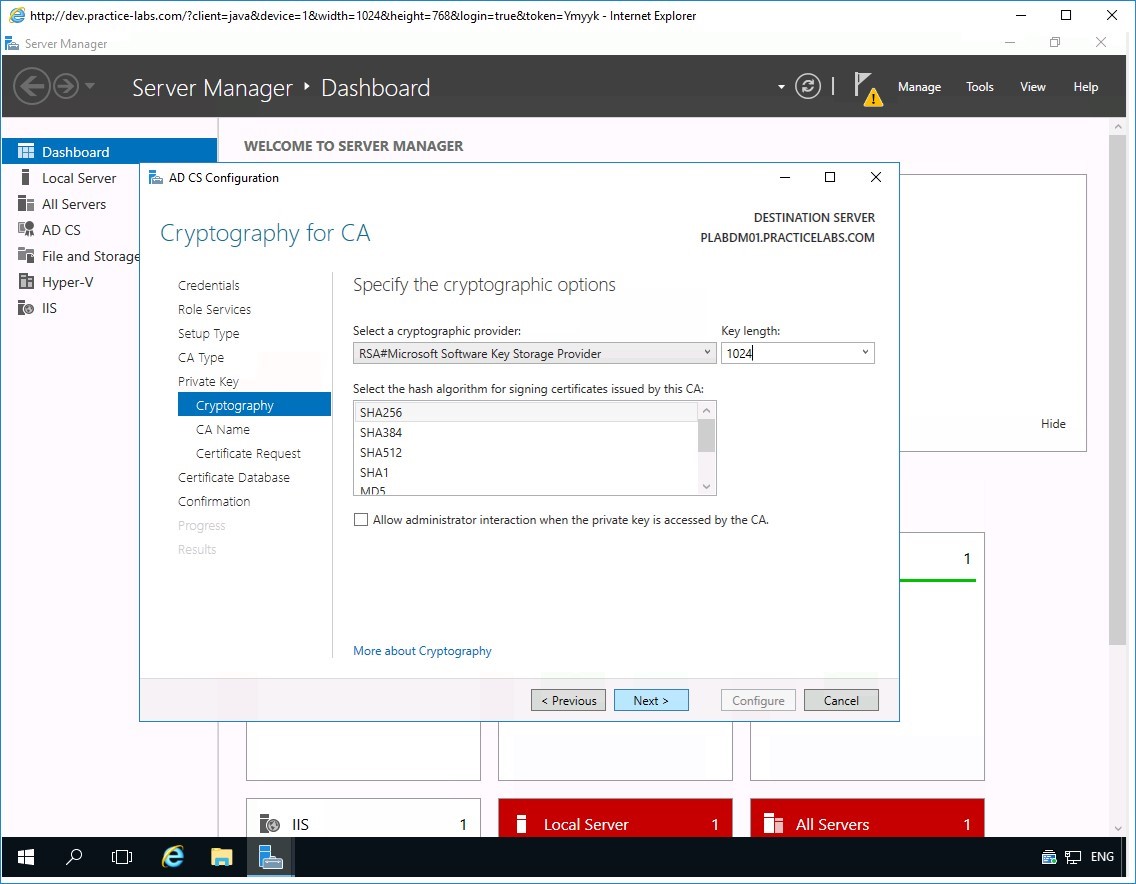 http://dev.practice-labs.com/?client=java&device=1&width=1024&height=768&login=true&token=Ymyyk - Internet Explorer
Server Manager
Server Manager ‣ Dashboard
Manage Tools View Help
Dashboard
Local Server
All Servers
AD CS
File and Storage
Hyper-V
IIS
WELCOME TO SERVER MANAGER
AD CS Configuration
Cryptography for CA
DESTINATION SERVER
PLABDM01.PRACTICELABS.COM
Credentials
Role Services
Setup Type
CA Type
Private Key
Cryptography
CA Name
Certificate Request
Certificate Database
Confirmation
Progress
Results
Specify the cryptographic options
Select a cryptographic provider: Key length:
RSA#Microsoft Software Key Storage Provider 1024
Select the hash algorithm for signing certificates issued by this CA:
SHA256
SHA384
SHA512
SHA1
MD5
Allow administrator interaction when the private key is accessed by the CA.
More about Cryptography
< Previous Next > Configure Cancel
Hide
1
IIS 1
Local Server 1
All Servers 1
ENG